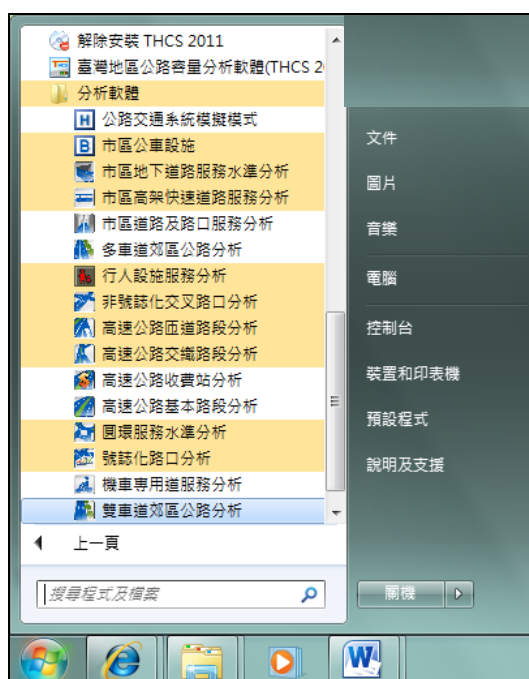 解除安裝 THCS 2011
臺灣地區公路容量分析軟體(THCS 2
分析軟體
公路交通系統模擬模式
市區公車設施
市區地下道路服務水準分析
市區高架快速道路服務分析
市區道路及路口服務分析
多車道郊區公路分析
行人設施服務分析
非號誌化交叉路口分析
高速公路匝道路段分析
高速公路交織路段分析
高速公路收費站分析
高速公路基本路段分析
圓環服務水準分析
號誌化路口分析
機車專用道服務分析
雙車道郊區公路分析
上一頁
搜尋程式及檔案
文件
圖片
音樂
電腦
控制台
裝置和印表機
預設程式
說明及支援
關機